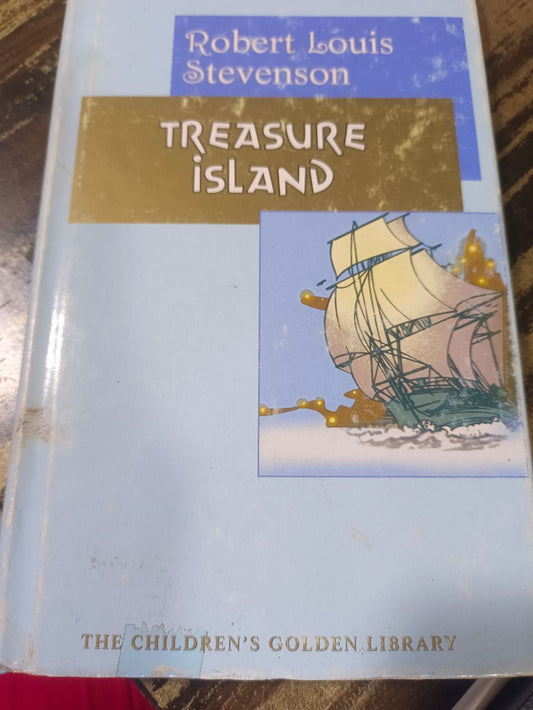 Robert Louis
Stevenson
TREASURE
iSLAND
THE CHILDREN'S GOLDEN LIBRARY